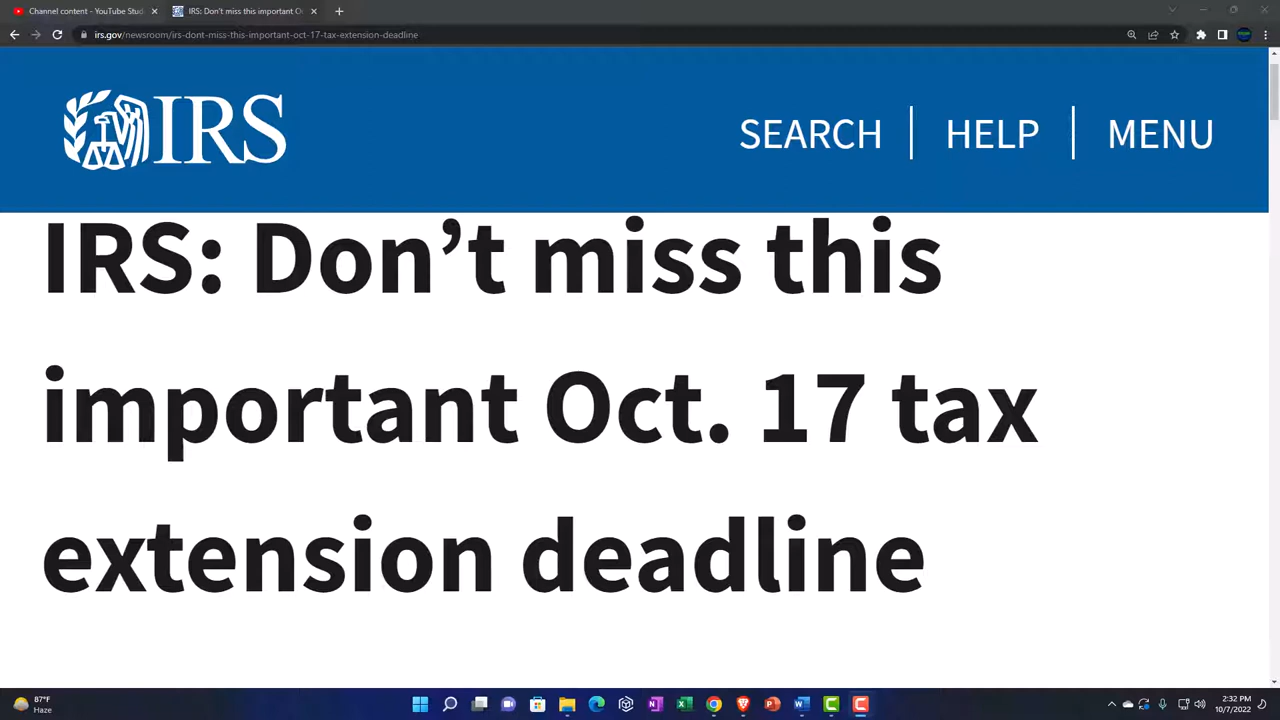 Channel content - YouTube Stud
IRS: Don't miss this important Oc
irs.gov/newsroom/irs-dont-miss-this-important-oct-17-tax-extension-deadline
IRS
SEARCH
HELP
MENU
IRS: Don’t miss this
important Oct. 17 tax
extension deadline
87°F
Haze
2:32 PM
10/7/2022